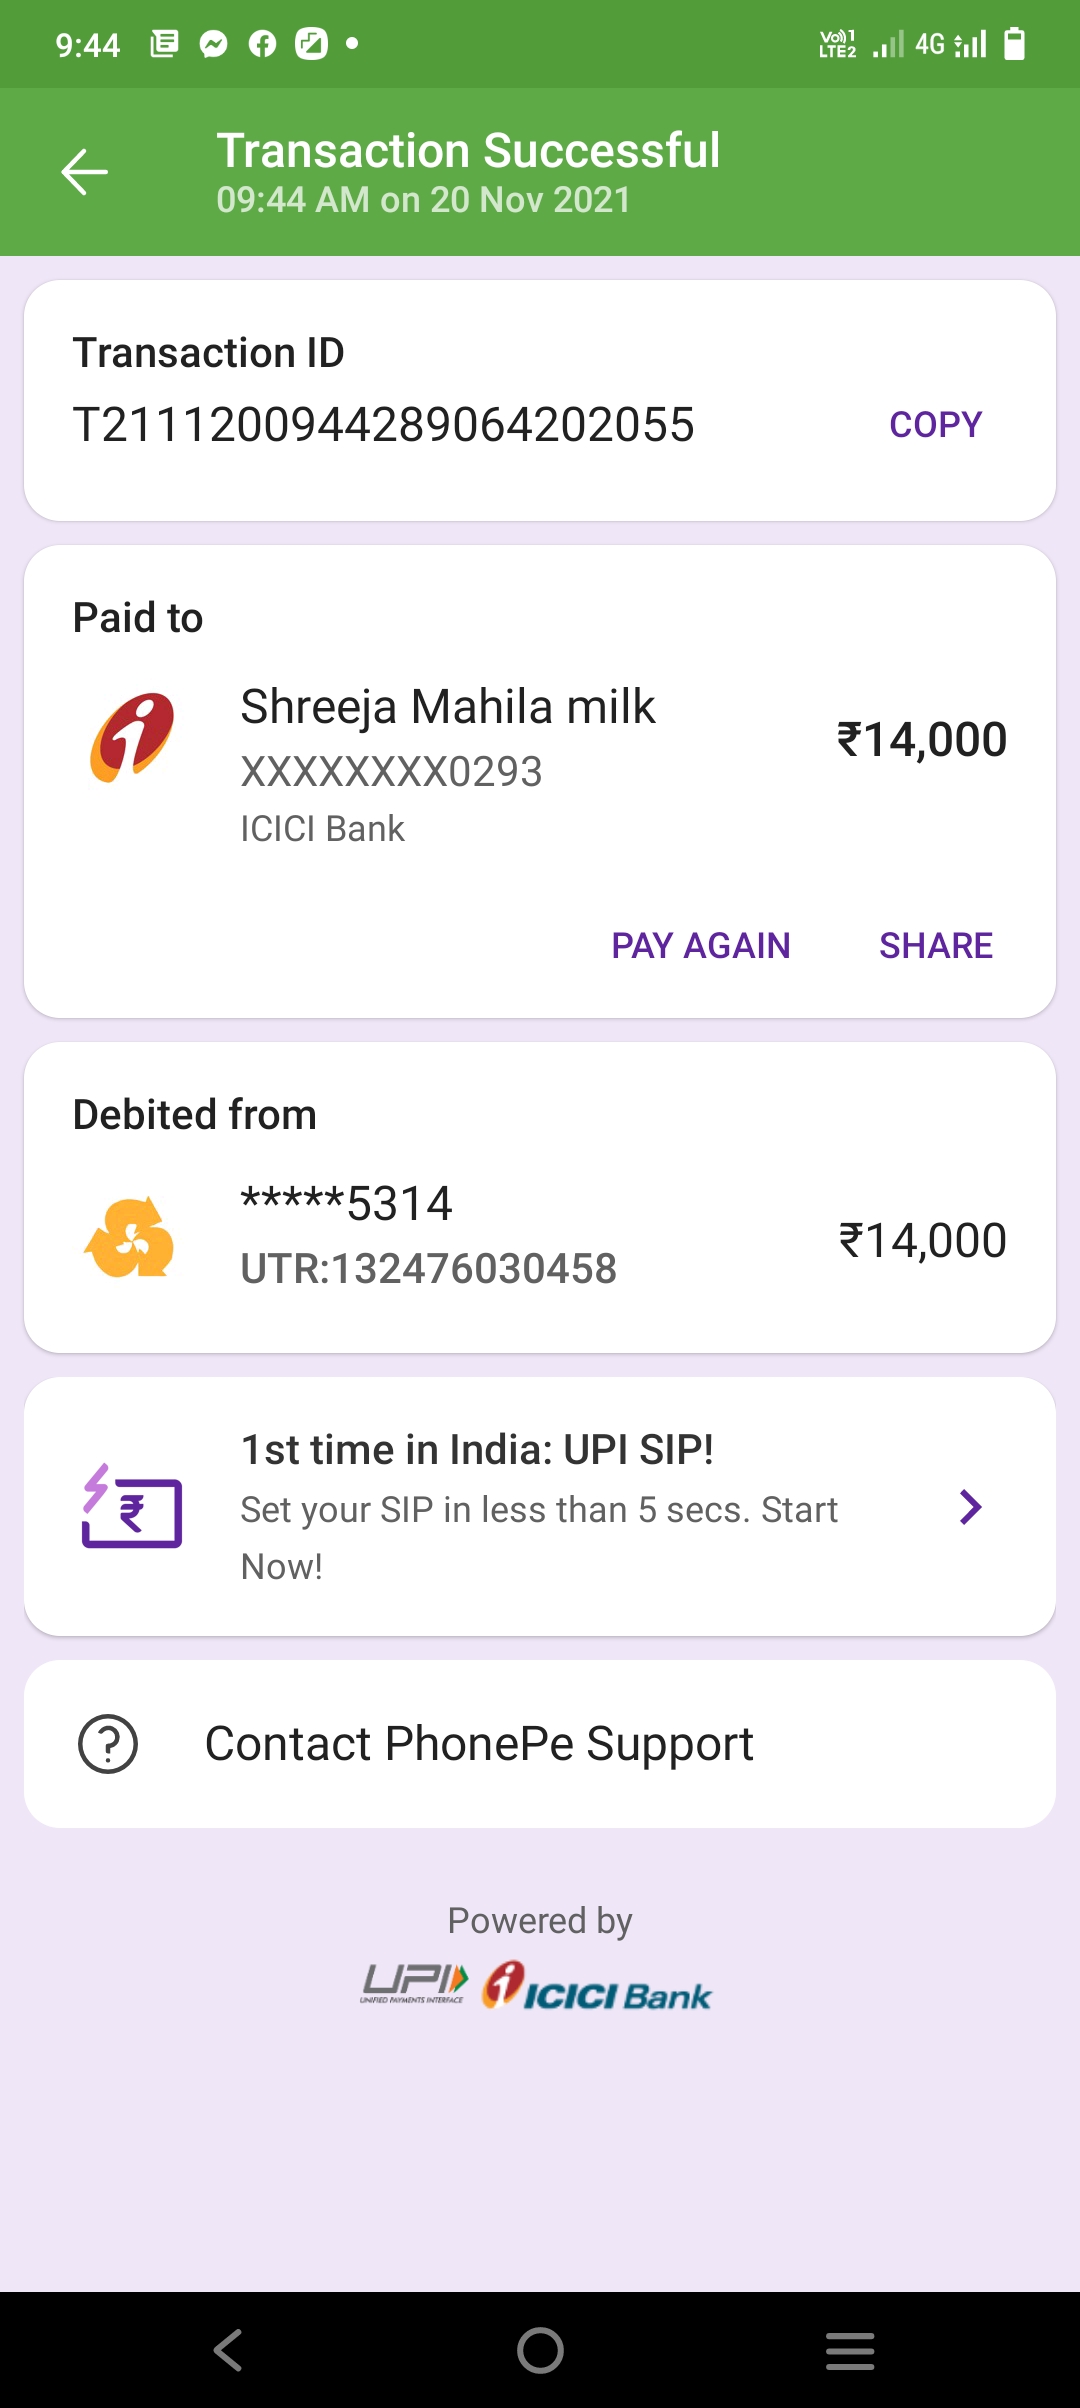 9:44
Vo)) 1
LTE2
4G
Transaction Successful
09:44 AM on 20 Nov 2021
Transaction ID
T2111200944289064202055
COPY
Paid to
Shreeja Mahila milk
XXXXXXXX0293
ICICI Bank
₹14,000
PAY AGAIN
SHARE
Debited from
*****5314
UTR:132476030458
₹14,000
1st time in India: UPI SIP!
Set your SIP in less than 5 secs. Start
Now!
Contact PhonePe Support
Powered by
UPI
UNIFIED PAYMENTS INTERFACE
ICICI Bank